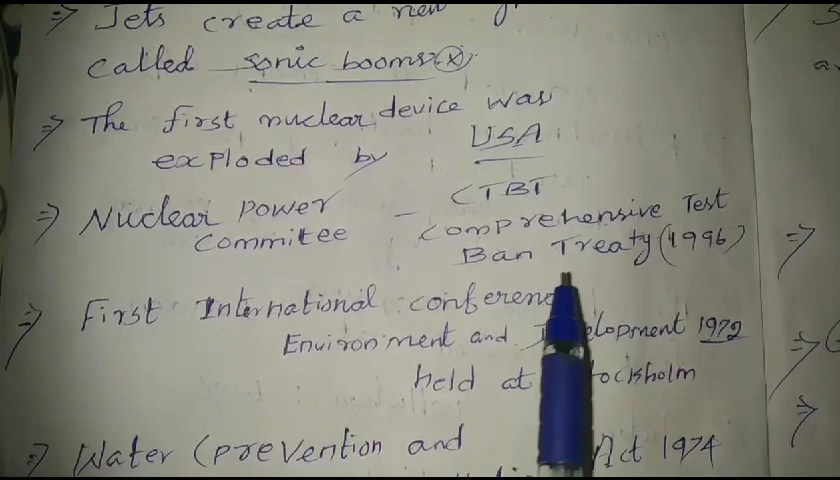 ⇒ Jets create a new
called sonic booms ⓧ.
⇒ The first nuclear device was
exploded by USA
⇒ Nuclear Power - CTBT
Commitee Comprehensive Test
Ban Treaty (1996)
⇒ First International conferen
Environment and D elopment 1972
held at tockholm
⇒ Water (prevention and Act 1974